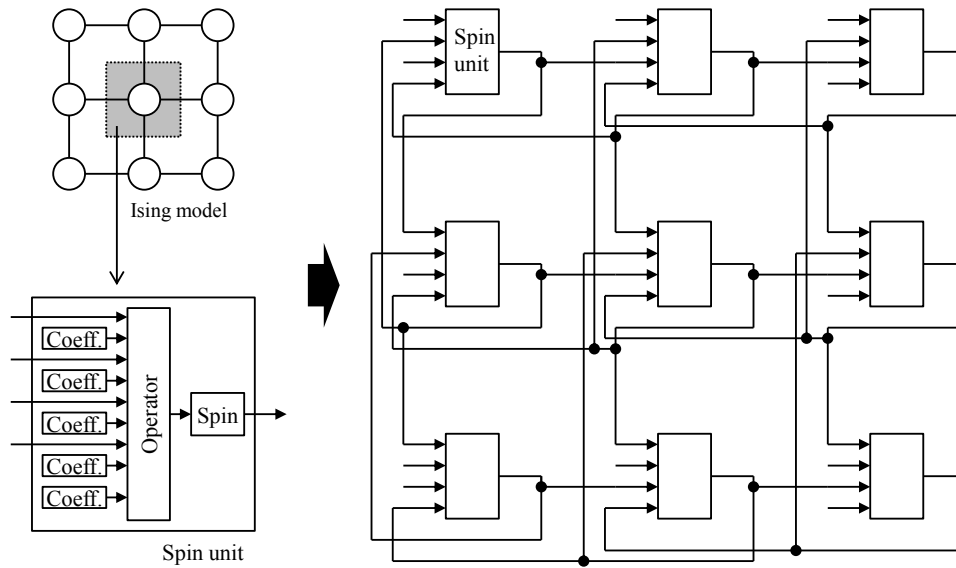 Spin
unit
Ising model
Coeff.
Coeff.
Coeff.
Coeff.
Coeff.
Operator
Spin
Spin unit